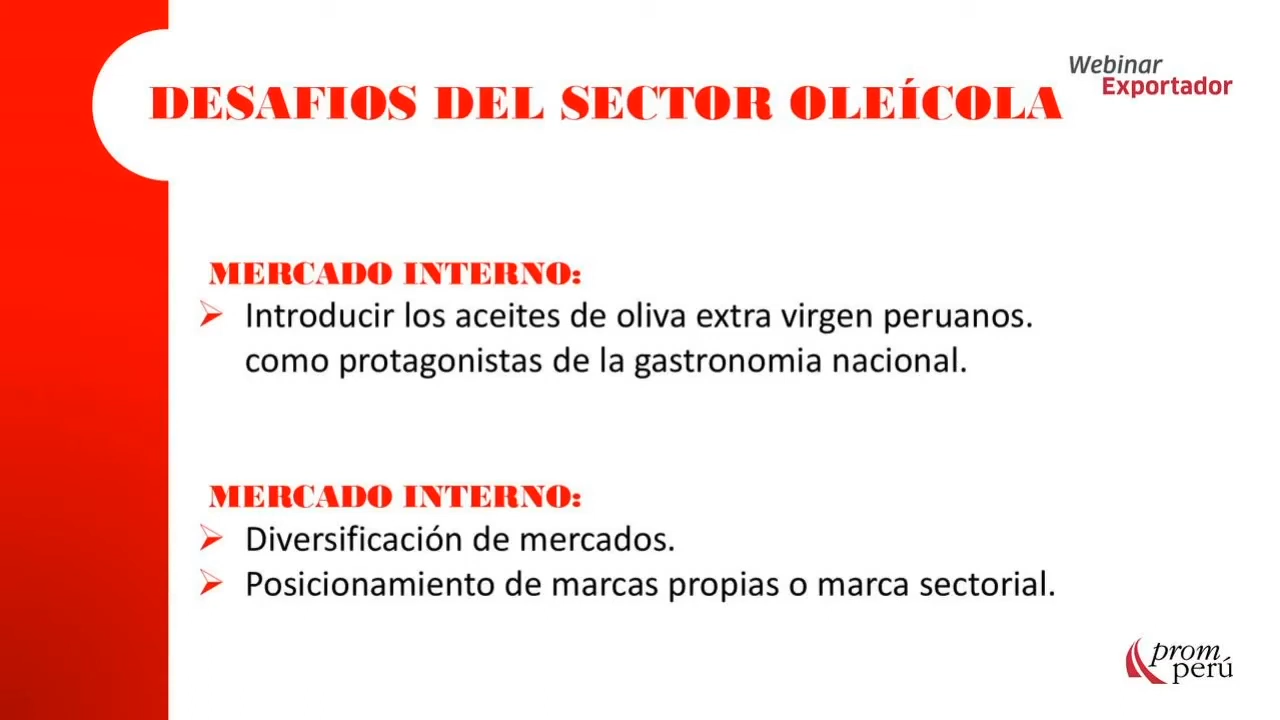 Webinar
Exportador
DESAFIOS DEL SECTOR OLEÍCOLA
MERCADO INTERNO:
Introducir los aceites de oliva extra virgen peruanos.
como protagonistas de la gastronomia nacional.
MERCADO INTERNO:
Diversificación de mercados.
Posicionamiento de marcas propias o marca sectorial.
prom
perú